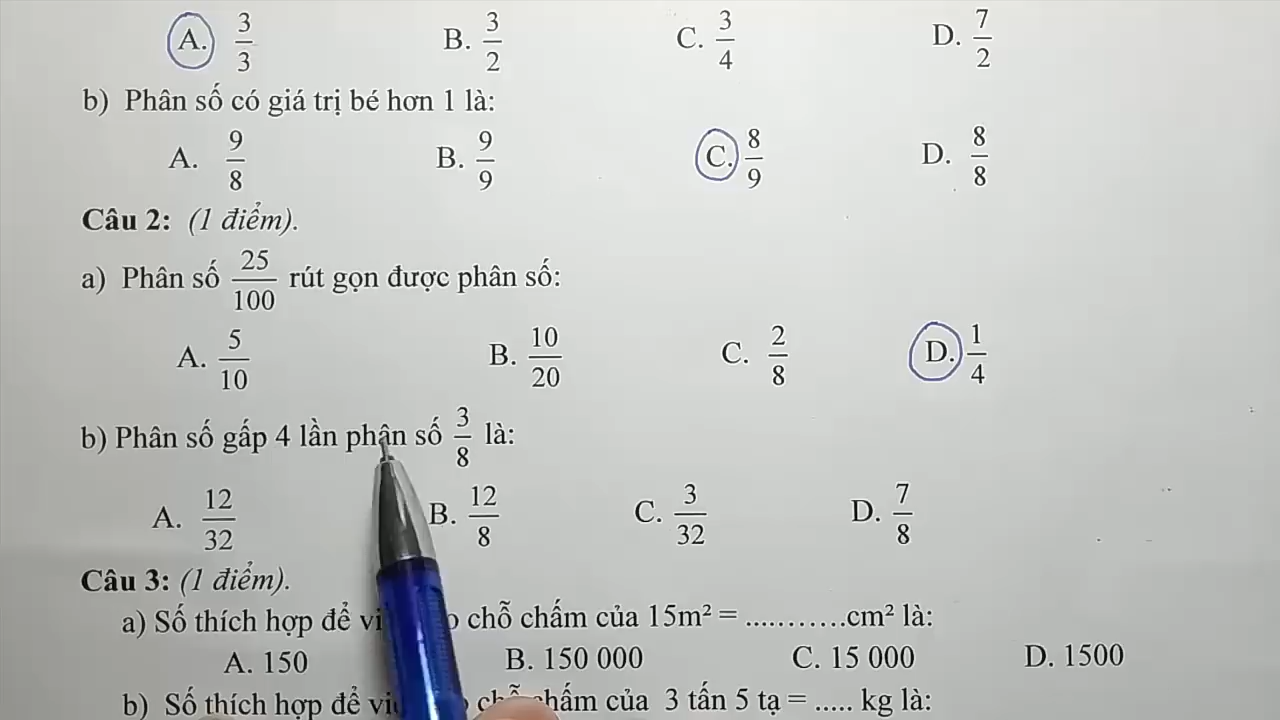 A. 3/3 B. 3/2 C. 3/4 D. 7/2
b) Phân số có giá trị bé hơn 1 là:
A. 9/8 B. 9/9 C. 8/9 D. 8/8
Câu 2: (1 điểm).
a) Phân số 25/100 rút gọn được phân số:
A. 5/10 B. 10/20 C. 2/8 D. 1/4
b) Phân số gấp 4 lần phân số 3/8 là:
A. 12/32 B. 12/8 C. 3/32 D. 7/8
Câu 3: (1 điểm).
a) Số thích hợp để chỗ chấm của 15m² = ...........cm² là:
A. 150 B. 150 000 C. 15 000 D. 1500
b) Số thích hợp để chỗ chấm của 3 tấn 5 tạ = ..... kg là: